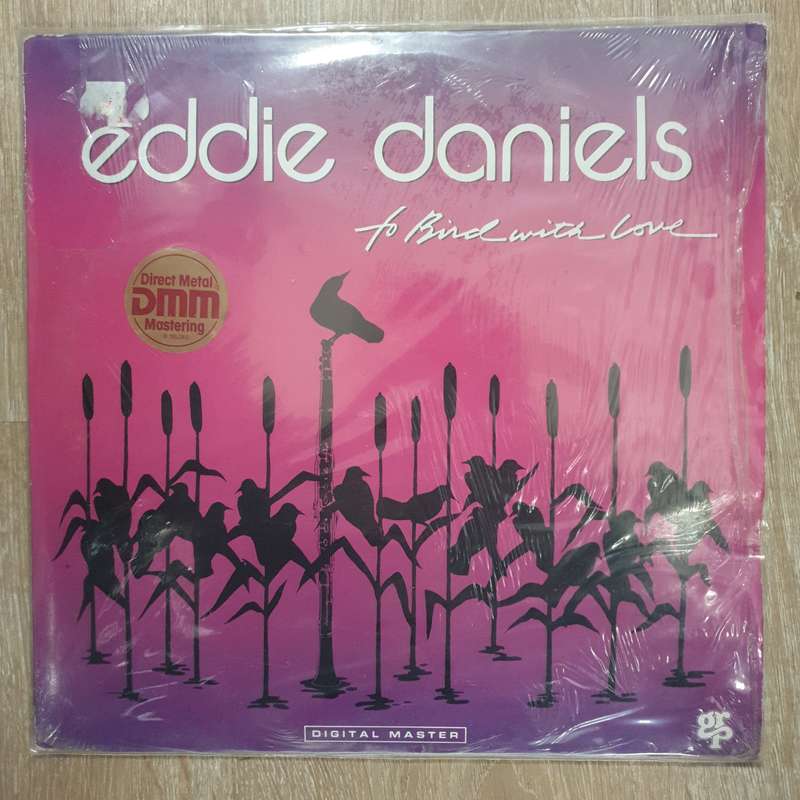 eddie daniels
to Bird with Love
Direct Metal
DMM
Mastering
DIGITAL MASTER
grp